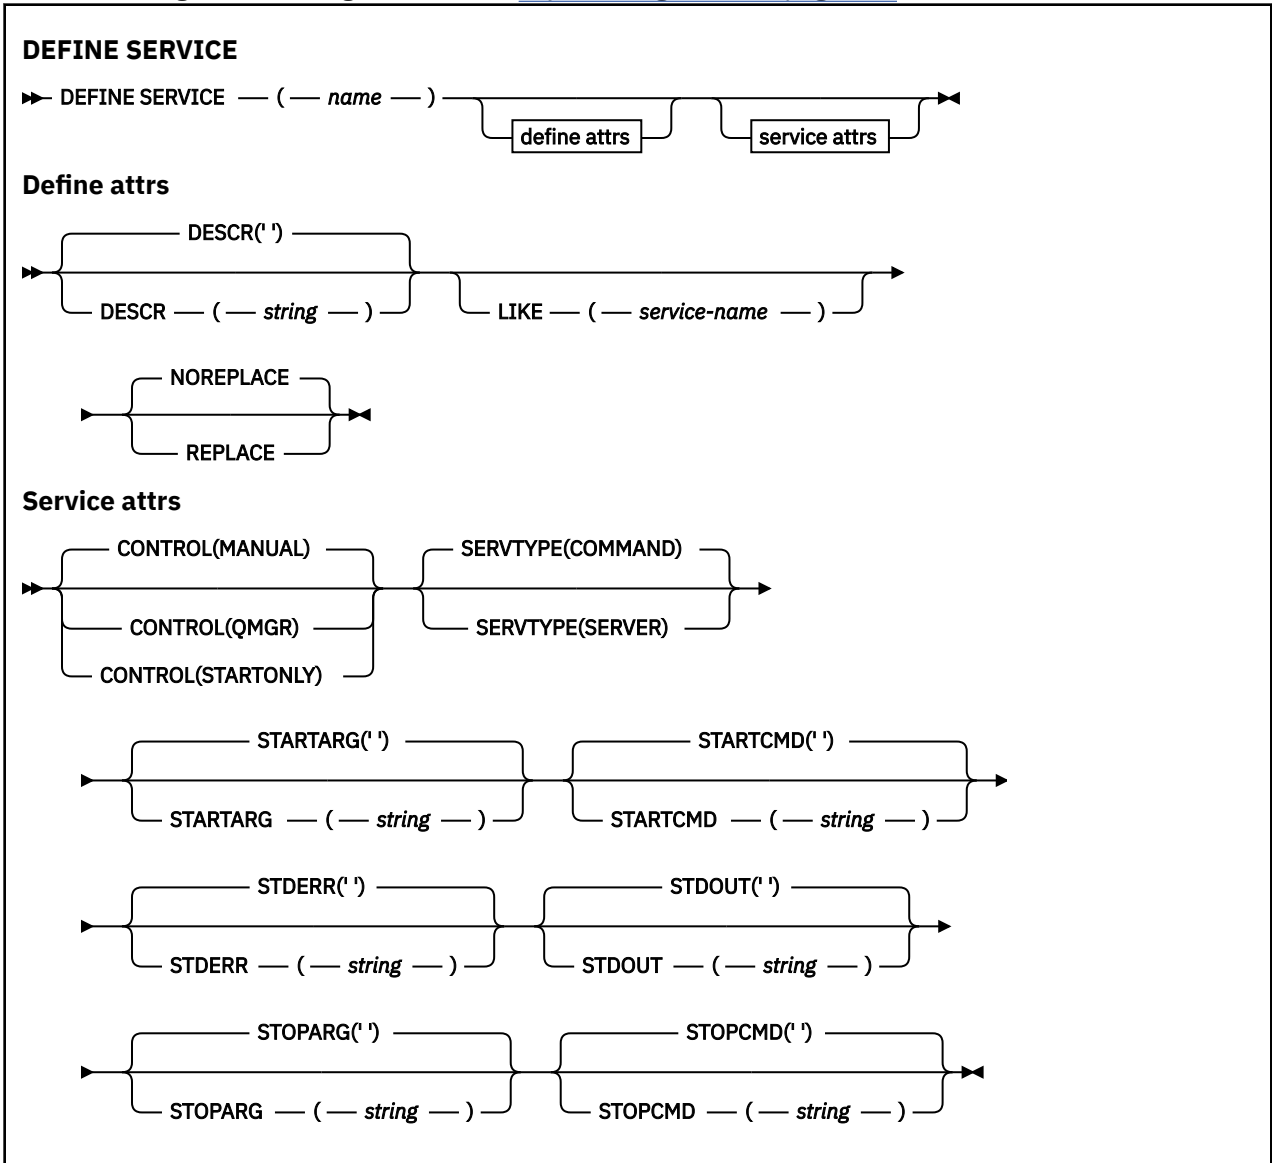 DEFINE SERVICE
DEFINE SERVICE ( name )
define attrs service attrs
Define attrs
DESCR(' ')
DESCR ( string ) LIKE ( service-name )
NOREPLACE
REPLACE
Service attrs
CONTROL(MANUAL) SERVTYPE(COMMAND)
CONTROL(QMGR) SERVTYPE(SERVER)
CONTROL(STARTONLY)
STARTARG(' ') STARTCMD(' ')
STARTARG ( string ) STARTCMD ( string )
STDERR(' ') STDOUT(' ')
STDERR ( string ) STDOUT ( string )
STOPARG(' ') STOPCMD(' ')
STOPARG ( string ) STOPCMD ( string )